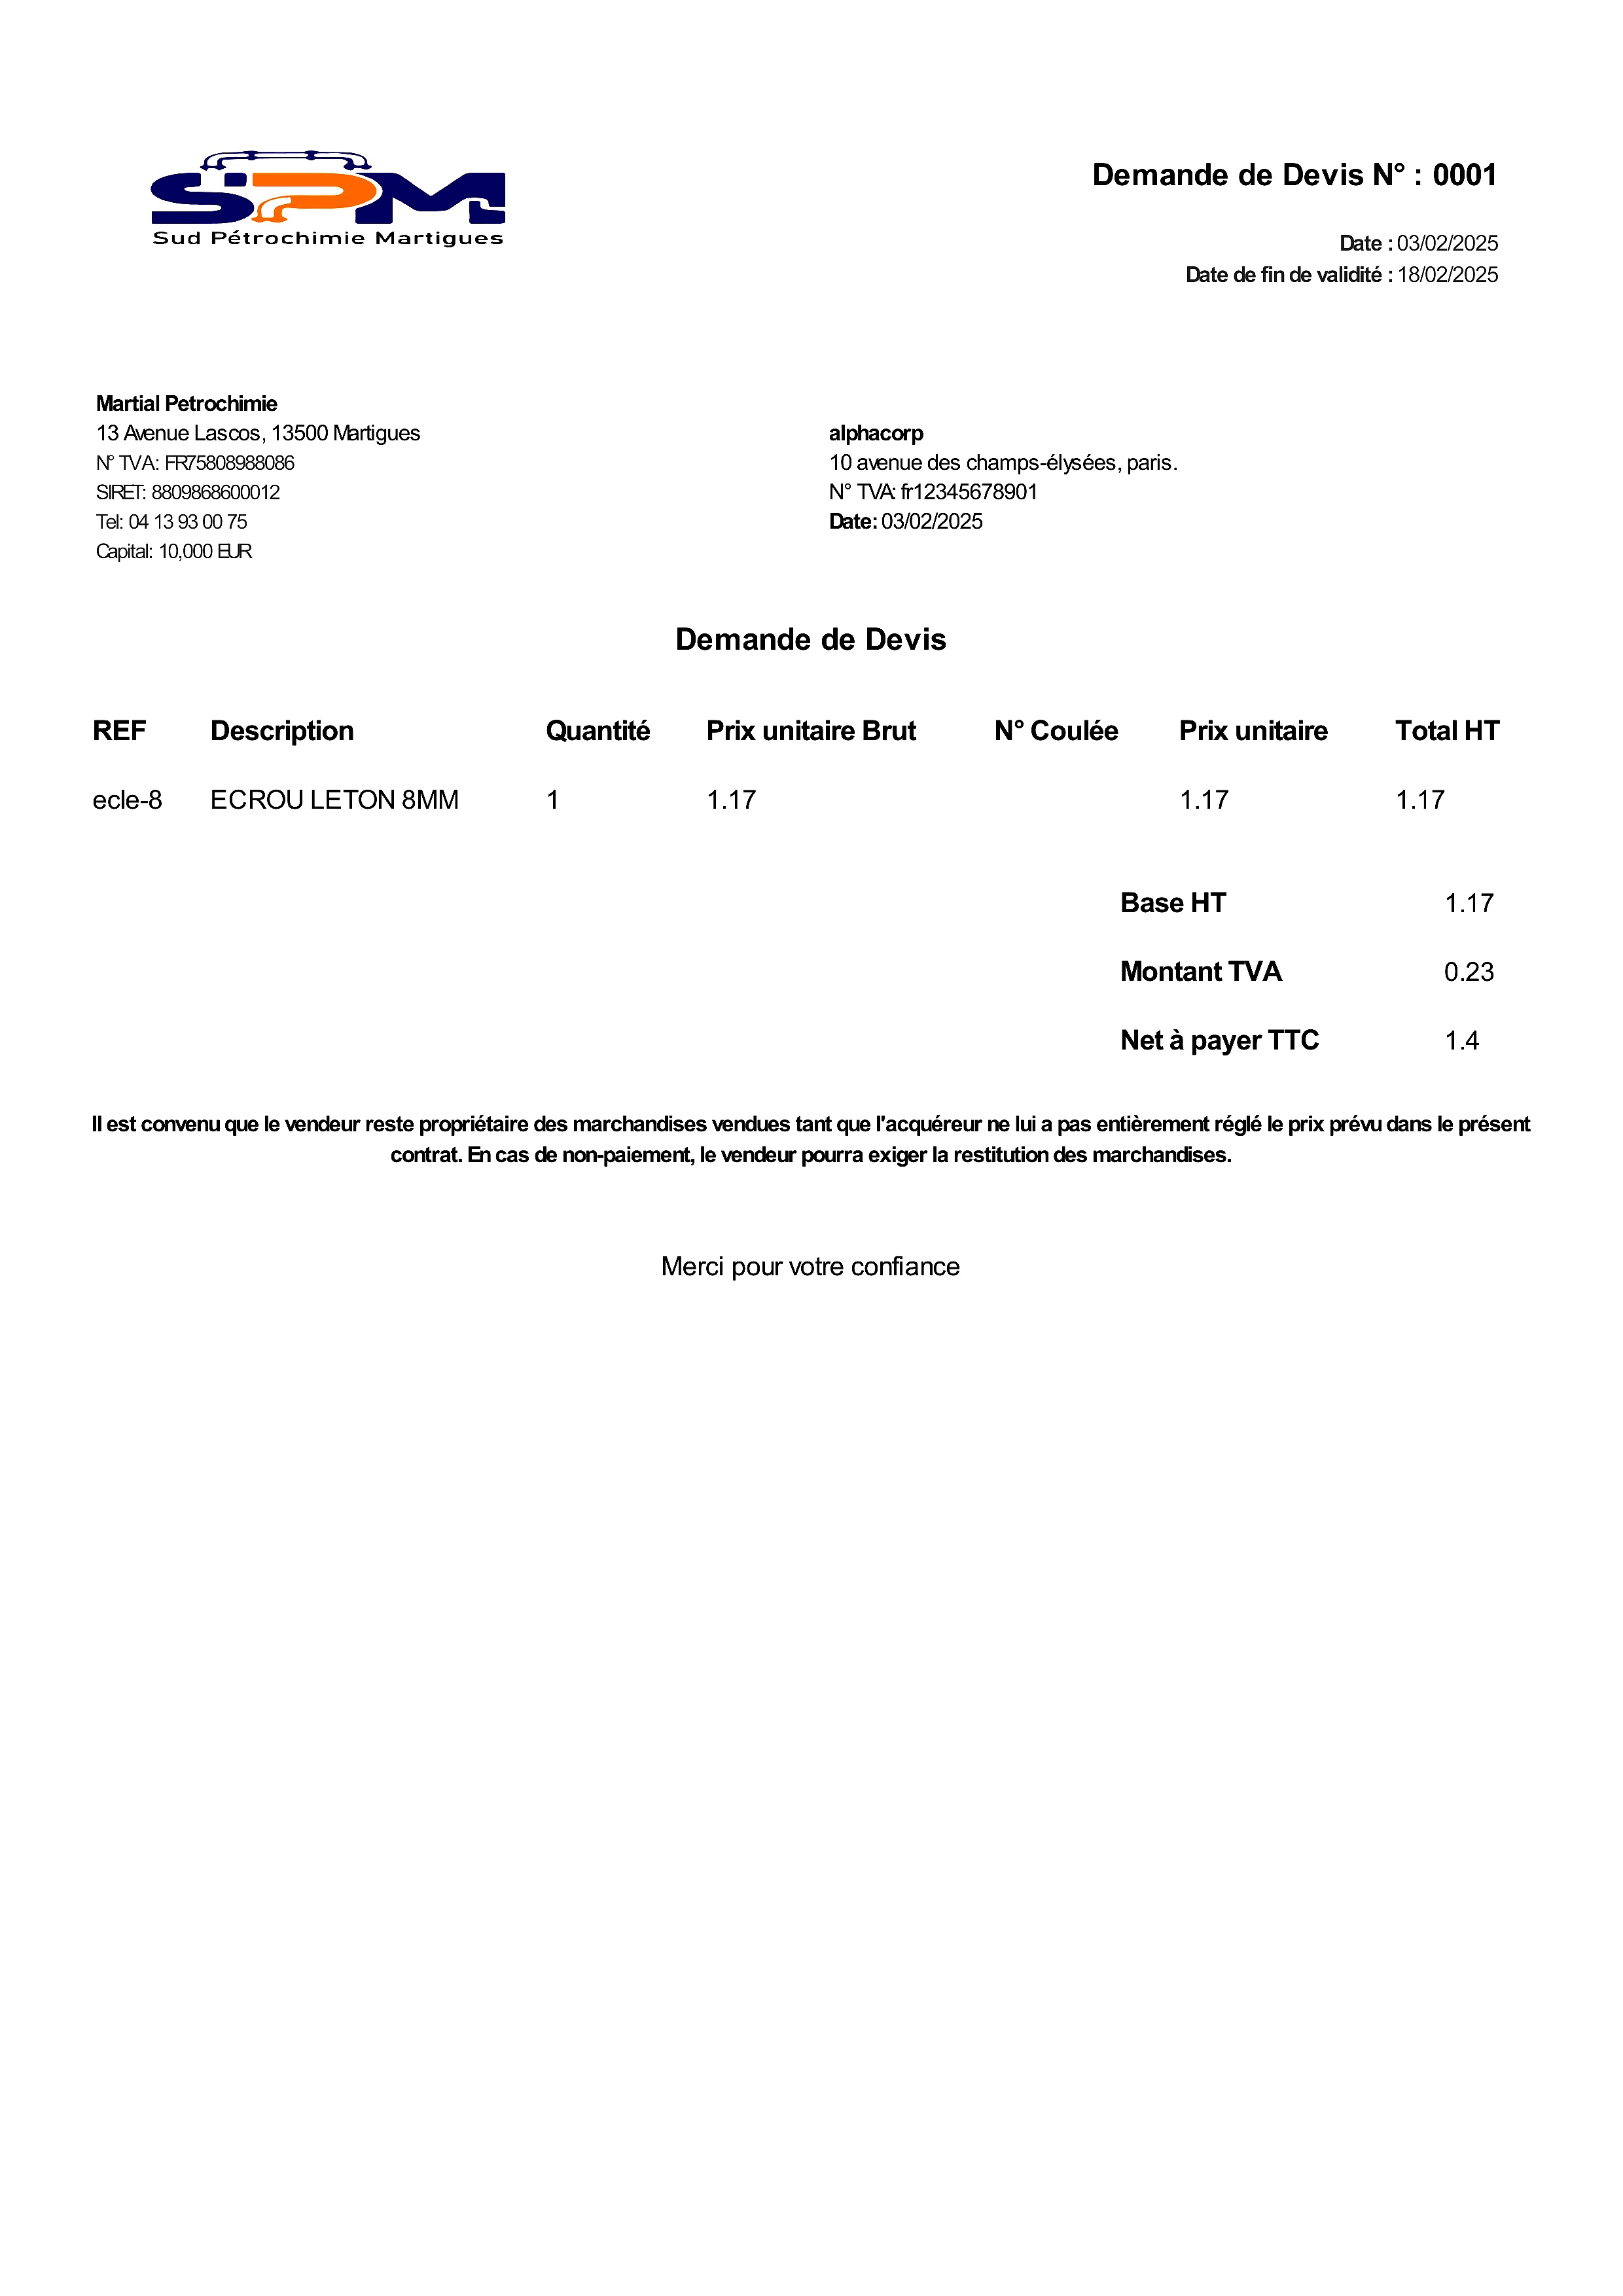 SPM
Sud Pétrochimie Martigues
Demande de Devis N° : 0001
Date : 03/02/2025
Date de fin de validité : 18/02/2025
Martial Petrochimie
13 Avenue Lascos, 13500 Martigues
N° TVA: FR75808988086
SIRET: 8809868600012
Tel: 04 13 93 00 75
Capital: 10,000 EUR
alphacorp
10 avenue des champs-élysées, paris.
N° TVA: fr12345678901
Date: 03/02/2025
Demande de Devis
REF Description Quantité Prix unitaire Brut N° Coulée Prix unitaire Total HT
ecle-8 ECROU LETON 8MM 1 1.17 1.17 1.17
Base HT 1.17
Montant TVA 0.23
Net à payer TTC 1.4
Il est convenu que le vendeur reste propriétaire des marchandises vendues tant que l'acquéreur ne lui a pas entièrement réglé le prix prévu dans le présent
contrat. En cas de non-paiement, le vendeur pourra exiger la restitution des marchandises.
Merci pour votre confiance